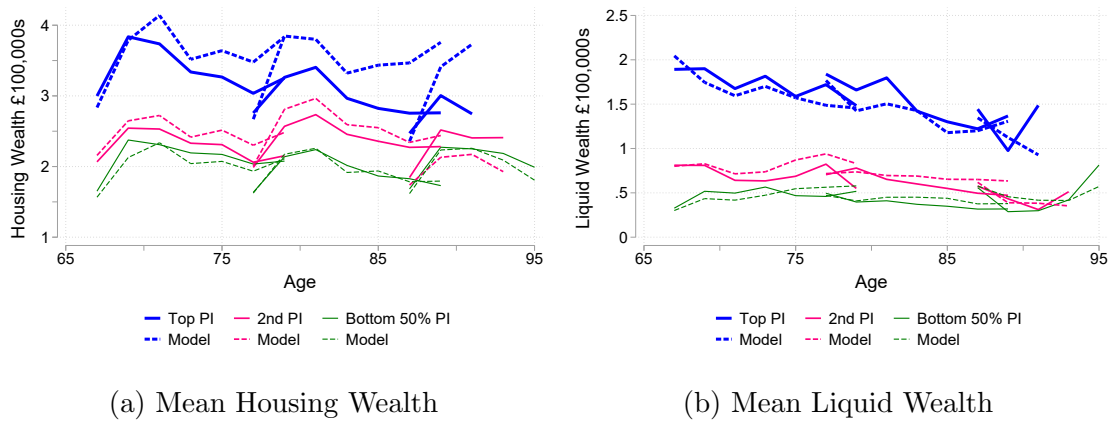 Housing Wealth £100,000s
4
3
2
1
65 75 85 95
Age
Top PI 2nd PI Bottom 50% PI
Model Model Model
(a) Mean Housing Wealth
Liquid Wealth £100,000s
2.5
2
1.5
1
.5
0
65 75 85 95
Age
Top PI 2nd PI Bottom 50% PI
Model Model Model
(b) Mean Liquid Wealth